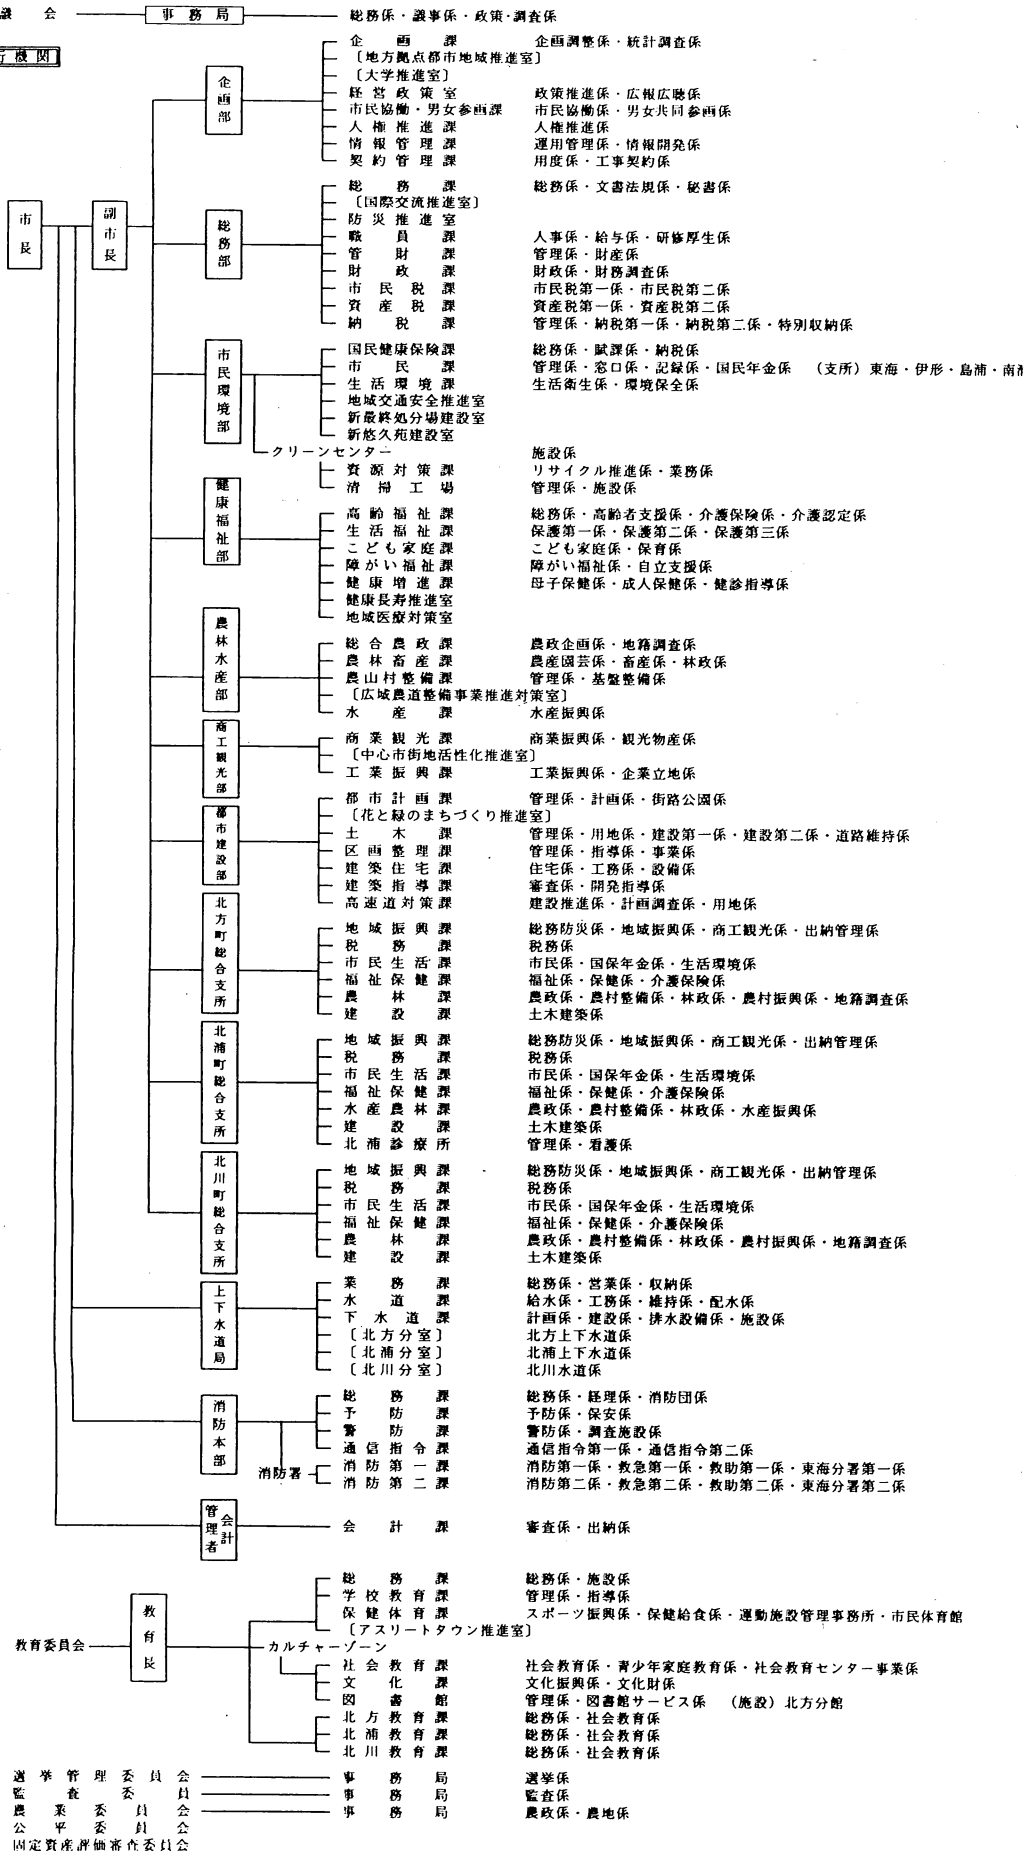 議 会 事務局 総務係・議事係・政策・調査係
行機関
企画部
企画課 企画調整係・統計調査係
〔地方拠点都市地域推進室〕
〔大学推進室〕
経営政策室 政策推進係・広報広聴係
市民協働・男女参画課 市民協働係・男女共同参画係
人権推進課 人権推進係
情報管理課 運用管理係・情報開発係
契約管理課 用度係・工事契約係
市長
副市長
総務部
総務課 総務係・文書法規係・秘書係
〔国際交流推進室〕
防災推進室
職員課 人事係・給与係・研修厚生係
管財課 管理係・財産係
財政課 財政係・財務調査係
市民税課 市民税第一係・市民税第二係
資産税課 資産税第一係・資産税第二係
納税課 管理係・納税第一係・納税第二係・特別収納係
市民環境部
国民健康保険課 総務係・賦課係・納税係
市民課 管理係・窓口係・記録係・国民年金係 （支所）東海・伊形・島浦・南浦
生活環境課 生活衛生係・環境保全係
地域交通安全推進室
新最終処分場建設室
新悠久苑建設室
クリーンセンター 施設係
資源対策課 リサイクル推進係・業務係
清掃工場 管理係・施設係
健康福祉部
高齢福祉課 総務係・高齢者支援係・介護保険係・介護認定係
生活福祉課 保護第一係・保護第二係・保護第三係
こども家庭課 こども家庭係・保育係
障がい福祉課 障がい福祉係・自立支援係
健康増進課 母子保健係・成人保健係・健診指導係
健康長寿推進室
地域医療対策室
農林水産部
総合農政課 農政企画係・地籍調査係
農林畜産課 農産園芸係・畜産係・林政係
農山村整備課 管理係・基盤整備係
〔広域農道整備事業推進対策室〕
水産課 水産振興係
商工観光部
商業観光課 商業振興係・観光物産係
〔中心市街地活性化推進室〕
工業振興課 工業振興係・企業立地係
都市建設部
都市計画課 管理係・計画係・街路公園係
〔花と緑のまちづくり推進室〕
土木課 管理係・用地係・建設第一係・建設第二係・道路維持係
区画整理課 管理係・指導係・事業係
建築住宅課 住宅係・工務係・設備係
建築指導課 審査係・開発指導係
高速道対策課 建設推進係・計画調査係・用地係
北方町総合支所
地域振興課 総務防災係・地域振興係・商工観光係・出納管理係
税務課 税務係
市民生活課 市民係・国保年金係・生活環境係
福祉保健課 福祉係・保健係・介護保険係
農林課 農政係・農村整備係・林政係・農村振興係・地籍調査係
建設課 土木建築係
北浦町総合支所
地域振興課 総務防災係・地域振興係・商工観光係・出納管理係
税務課 税務係
市民生活課 市民係・国保年金係・生活環境係
福祉保健課 福祉係・保健係・介護保険係
水産農林課 農政係・農村整備係・林政係・水産振興係
建設課 土木建築係
北浦診療所 管理係・看護係
北川町総合支所
地域振興課 総務防災係・地域振興係・商工観光係・出納管理係
税務課 税務係
市民生活課 市民係・国保年金係・生活環境係
福祉保健課 福祉係・保健係・介護保険係
農林課 農政係・農村整備係・林政係・農村振興係・地籍調査係
建設課 土木建築係
上下水道局
業務課 総務係・営業係・収納係
水道課 給水係・工務係・維持係・配水係
下水道課 計画係・建設係・排水設備係・施設係
〔北方分室〕 北方上下水道係
〔北浦分室〕 北浦上下水道係
〔北川分室〕 北川水道係
消防本部
総務課 総務係・経理係・消防団係
予防課 予防係・保安係
警防課 警防係・調査施設係
通信指令課 通信指令第一係・通信指令第二係
消防署
消防第一課 消防第一係・救急第一係・救助第一係・東海分署第一係
消防第二課 消防第二係・救急第二係・救助第二係・東海分署第二係
会計管理者 会計課 審査係・出納係
教育委員会 教育長
総務課 総務係・施設係
学校教育課 管理係・指導係
保健体育課 スポーツ振興係・保健給食係・運動施設管理事務所・市民体育館
〔アスリートタウン推進室〕
カルチャーゾーン
社会教育課 社会教育係・青少年家庭教育係・社会教育センター事業係
文化課 文化振興係・文化財係
図書館 管理係・図書館サービス係 （施設）北方分館
北方教育課 総務係・社会教育係
北浦教育課 総務係・社会教育係
北川教育課 総務係・社会教育係
選挙管理委員会 事務局 選挙係
監査委員 事務局 監査係
農業委員会 事務局 農政係・農地係
公平委員会
固定資産評価審査委員会